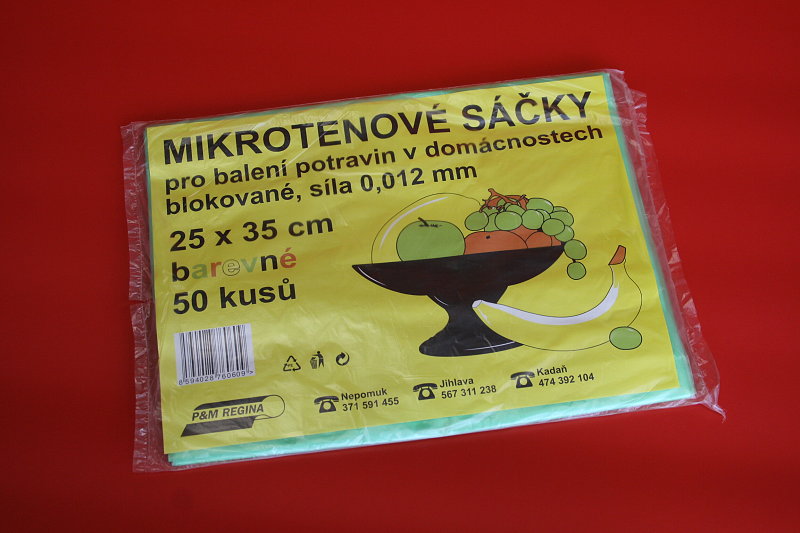 MIKROTENOVÉ SÁČKY
pro balení potravin v domácnostech
blokované, síla 0,012 mm
25 x 35 cm
barevné
50 kusů
8594028760609>
P&M REGINA
Nepomuk
371 591 455
Jihlava
567 311 238
Kadaň
474 392 104